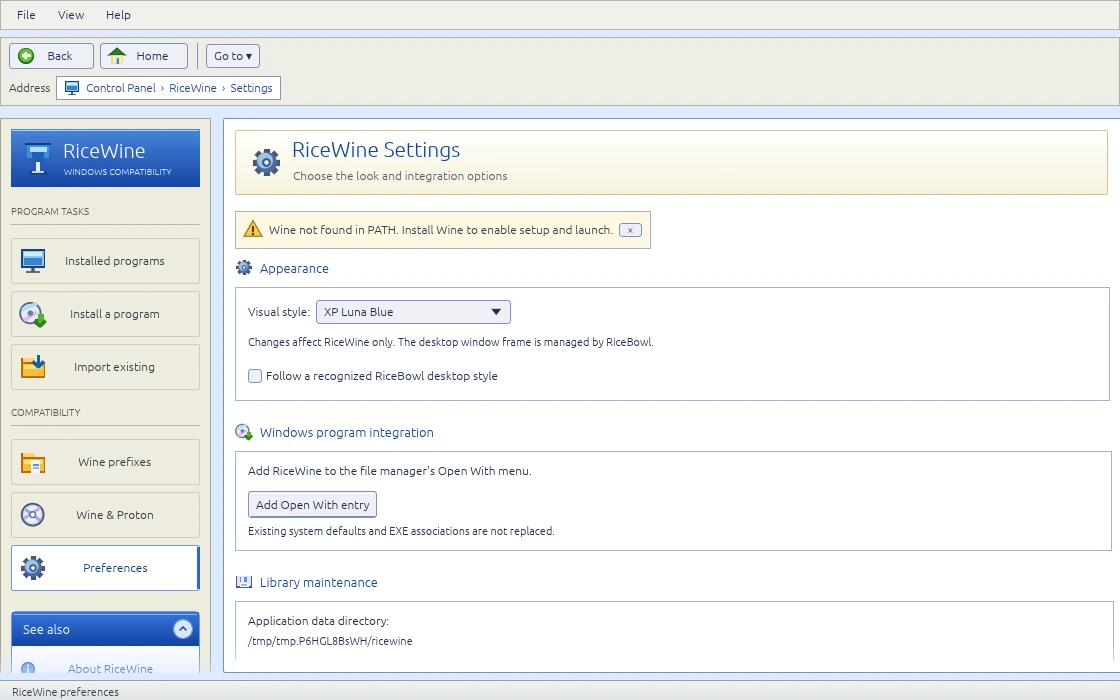 File View Help
Back Home Go to ▾
Address Control Panel › RiceWine › Settings
RiceWine
WINDOWS COMPATIBILITY
PROGRAM TASKS
Installed programs
Install a program
Import existing
COMPATIBILITY
Wine prefixes
Wine & Proton
Preferences
See also
About RiceWine
RiceWine Settings
Choose the look and integration options
Wine not found in PATH. Install Wine to enable setup and launch. x
Appearance
Visual style: XP Luna Blue
Changes affect RiceWine only. The desktop window frame is managed by RiceBowl.
Follow a recognized RiceBowl desktop style
Windows program integration
Add RiceWine to the file manager's Open With menu.
Add Open With entry
Existing system defaults and EXE associations are not replaced.
Library maintenance
Application data directory:
/tmp/tmp.P6HGL8BsWH/ricewine
RiceWine preferences